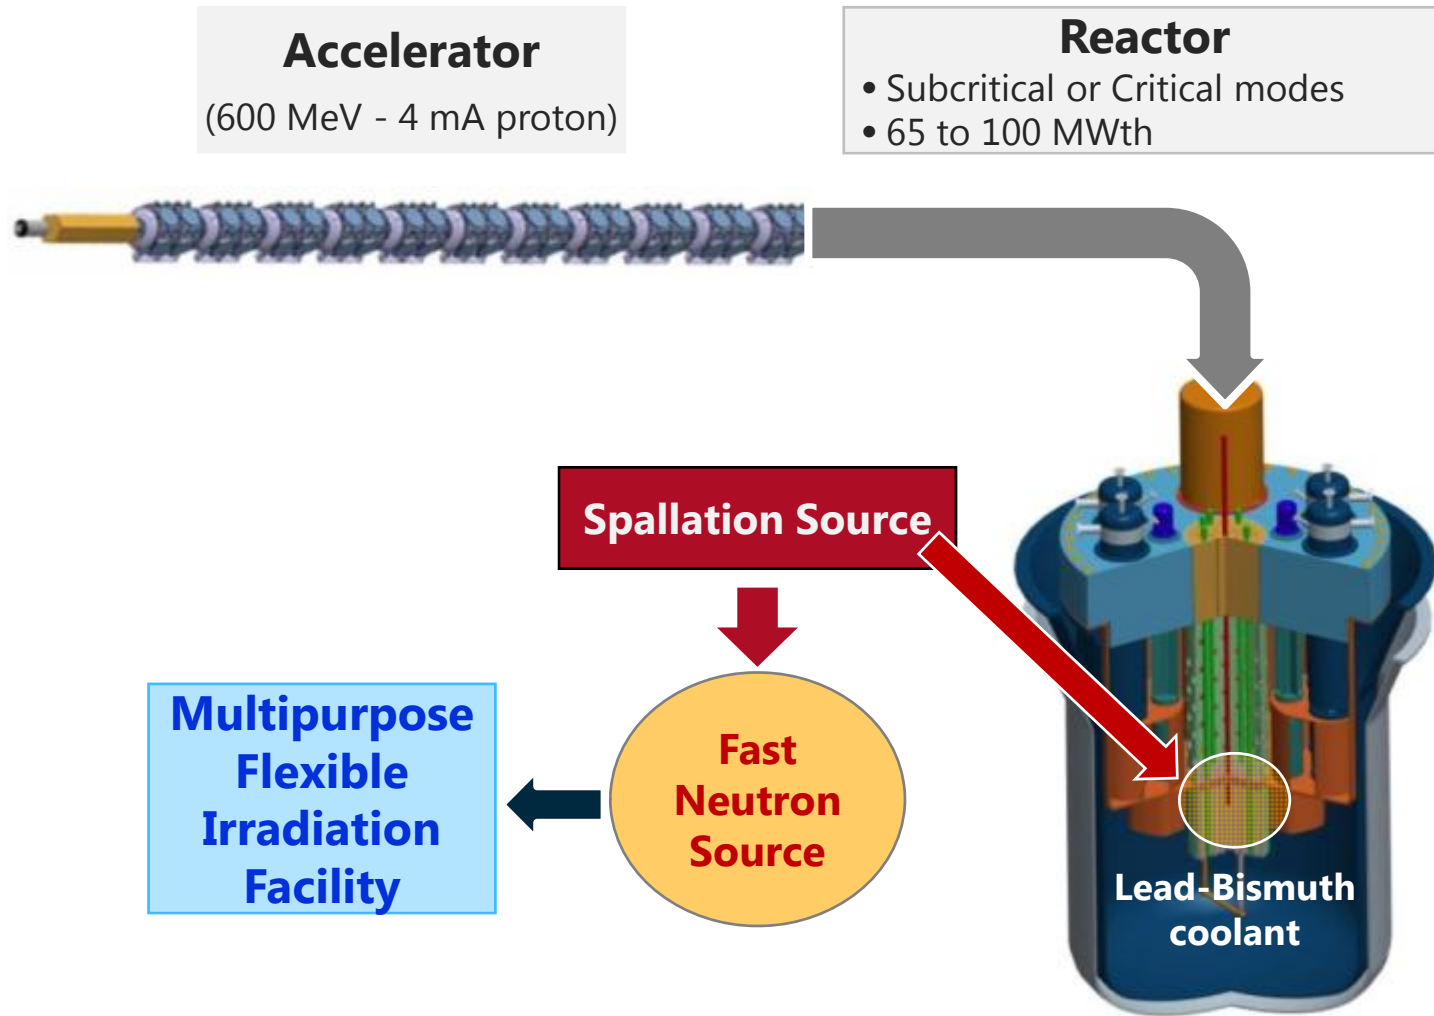 Accelerator
(600 MeV - 4 mA proton)
Reactor
• Subcritical or Critical modes
• 65 to 100 MWth
Spallation Source
Fast
Neutron
Source
Multipurpose
Flexible
Irradiation
Facility
Lead-Bismuth
coolant